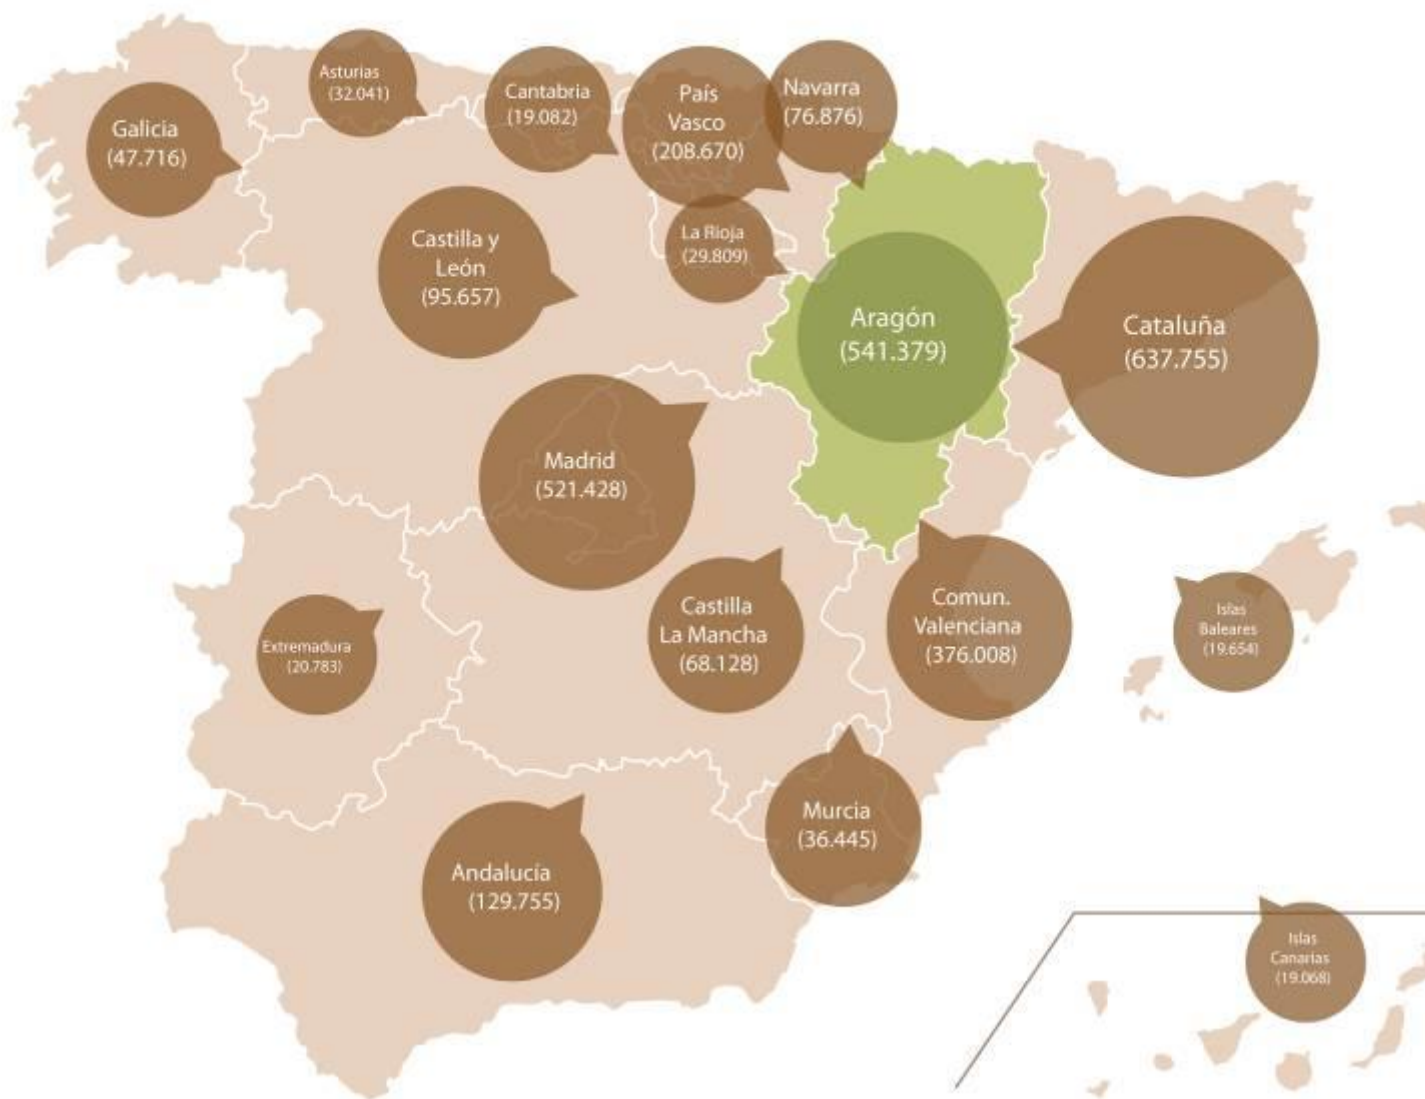 Asturias
(32.041)
Cantabria
(19.082)
País
Vasco
(208.670)
Navarra
(76.876)
Galicia
(47.716)
Castilla y
León
(95.657)
La Rioja
(29.809)
Aragón
(541.379)
Cataluña
(637.755)
Madrid
(521.428)
Castilla
La Mancha
(68.128)
Comun.
Valenciana
(376.008)
Islas
Baleares
(19.654)
Extremadura
(20.783)
Murcia
(36.445)
Andalucía
(129.755)
Islas
Canarias
(19.068)